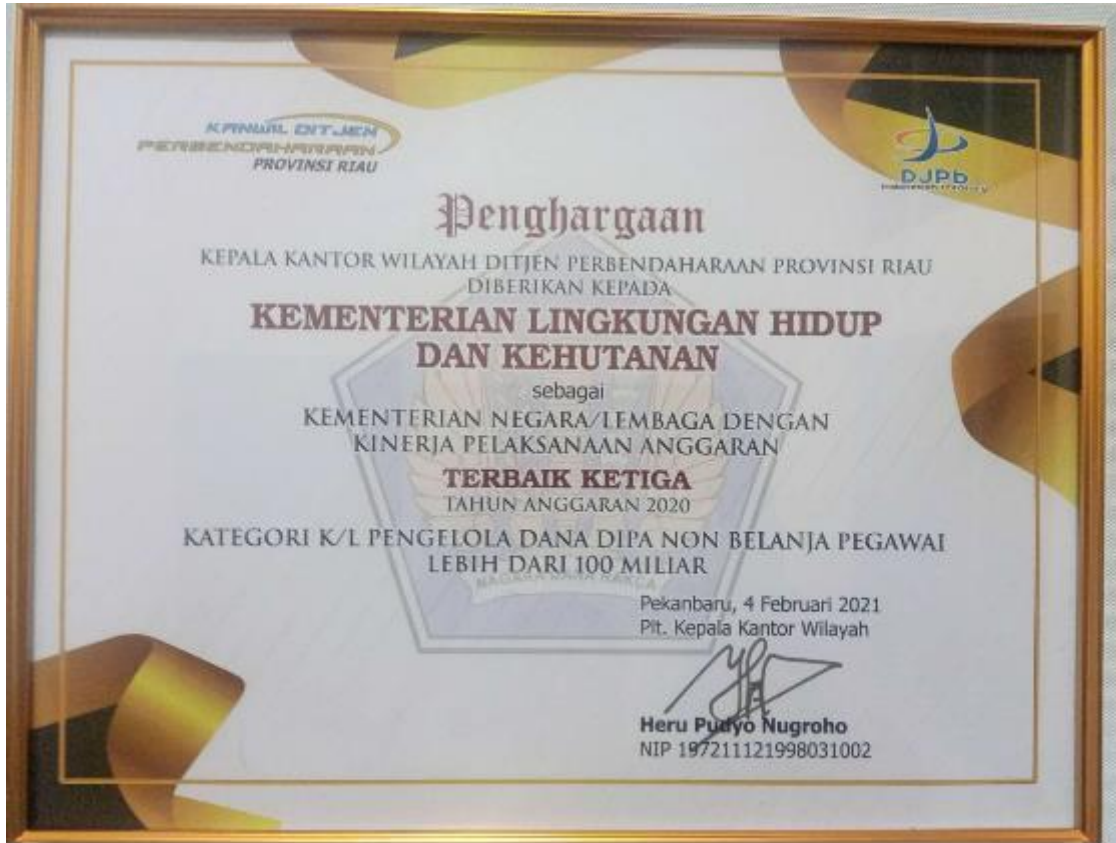 KANWIL DITJEN
PERBENDAHARAAN
PROVINSI RIAU
DJPb
Penghargaan
KEPALA KANTOR WILAYAH DITJEN PERBENDAHARAAN PROVINSI RIAU
DIBERIKAN KEPADA
KEMENTERIAN LINGKUNGAN HIDUP
DAN KEHUTANAN
sebagai
KEMENTERIAN NEGARA/LEMBAGA DENGAN
KINERJA PELAKSANAAN ANGGARAN
TERBAIK KETIGA
TAHUN ANGGARAN 2020
KATEGORI K/L PENGELOLA DANA DIPA NON BELANJA PEGAWAI
LEBIH DARI 100 MILIAR
NAGARA DANA RAKCA
Pekanbaru, 4 Februari 2021
Plt. Kepala Kantor Wilayah
Heru Pudyo Nugroho
NIP 197211121998031002